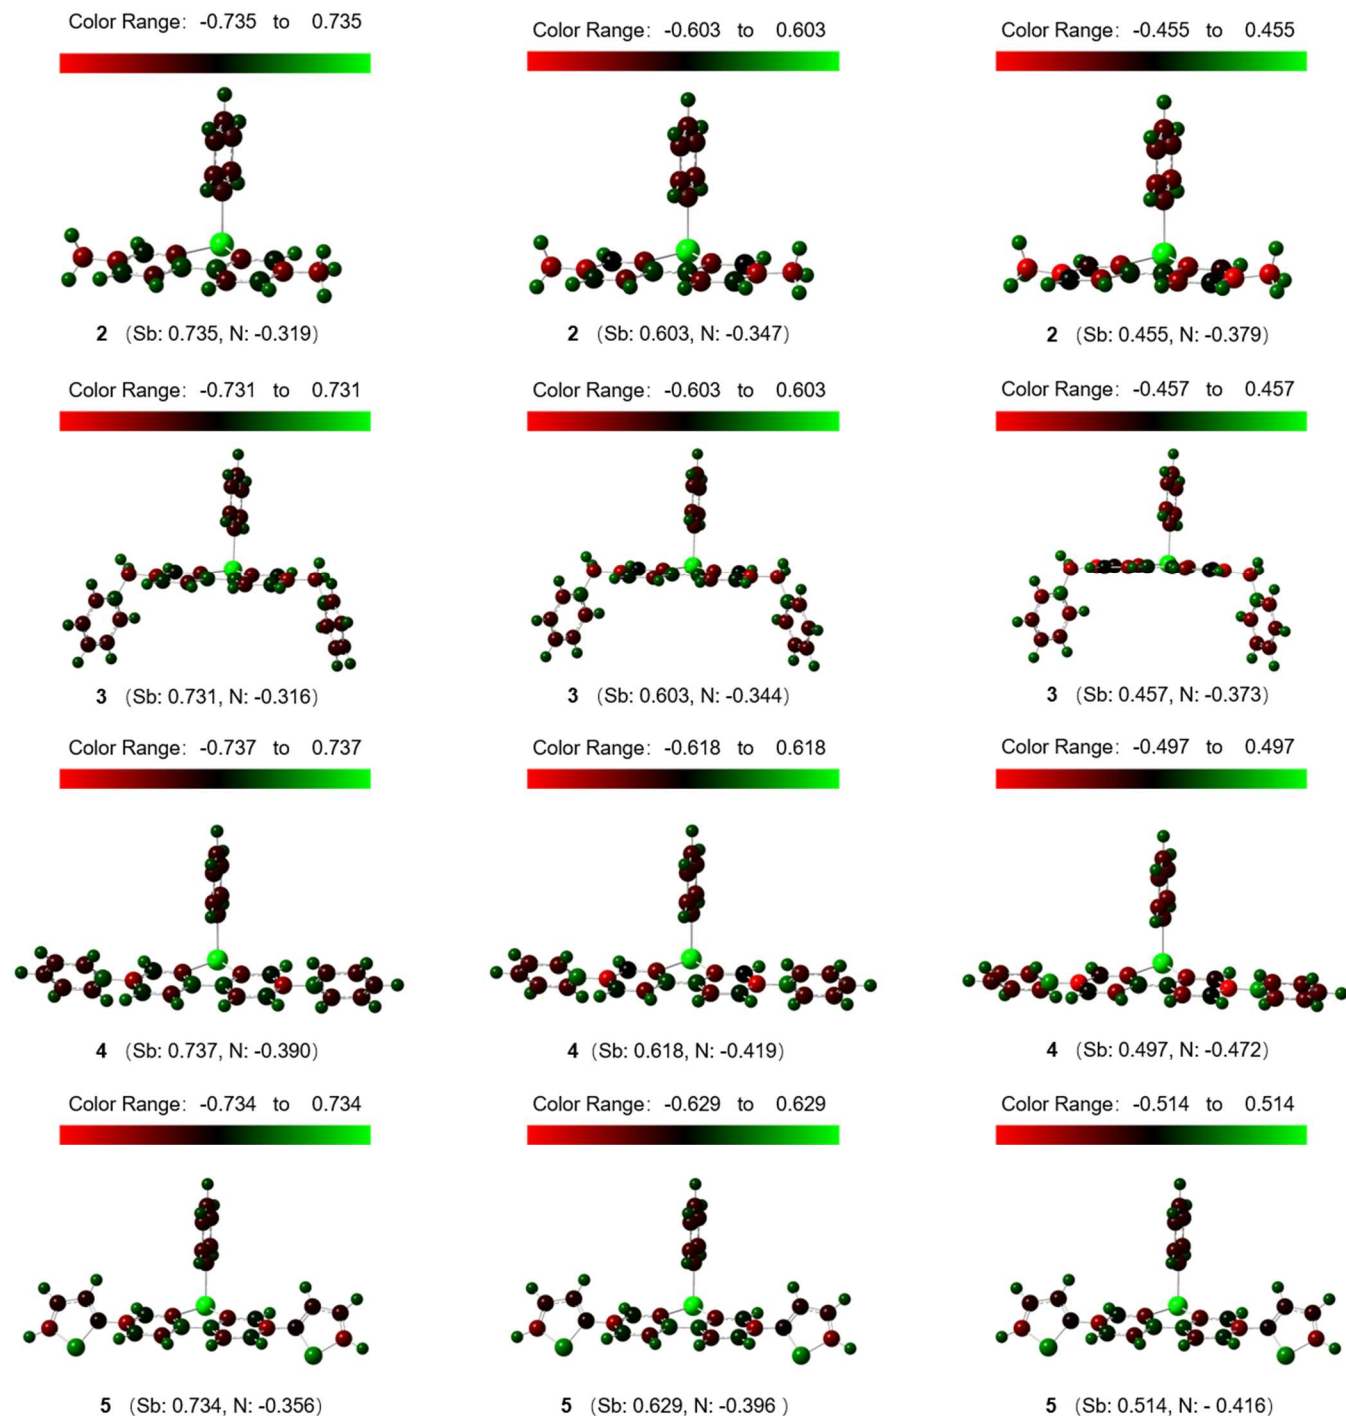 Color Range: -0.735 to 0.735
Color Range: -0.603 to 0.603
Color Range: -0.455 to 0.455
2 (Sb: 0.735, N: -0.319)
2 (Sb: 0.603, N: -0.347)
2 (Sb: 0.455, N: -0.379)
Color Range: -0.731 to 0.731
Color Range: -0.603 to 0.603
Color Range: -0.457 to 0.457
3 (Sb: 0.731, N: -0.316)
3 (Sb: 0.603, N: -0.344)
3 (Sb: 0.457, N: -0.373)
Color Range: -0.737 to 0.737
Color Range: -0.618 to 0.618
Color Range: -0.497 to 0.497
4 (Sb: 0.737, N: -0.390)
4 (Sb: 0.618, N: -0.419)
4 (Sb: 0.497, N: -0.472)
Color Range: -0.734 to 0.734
Color Range: -0.629 to 0.629
Color Range: -0.514 to 0.514
5 (Sb: 0.734, N: -0.356)
5 (Sb: 0.629, N: -0.396)
5 (Sb: 0.514, N: - 0.416)